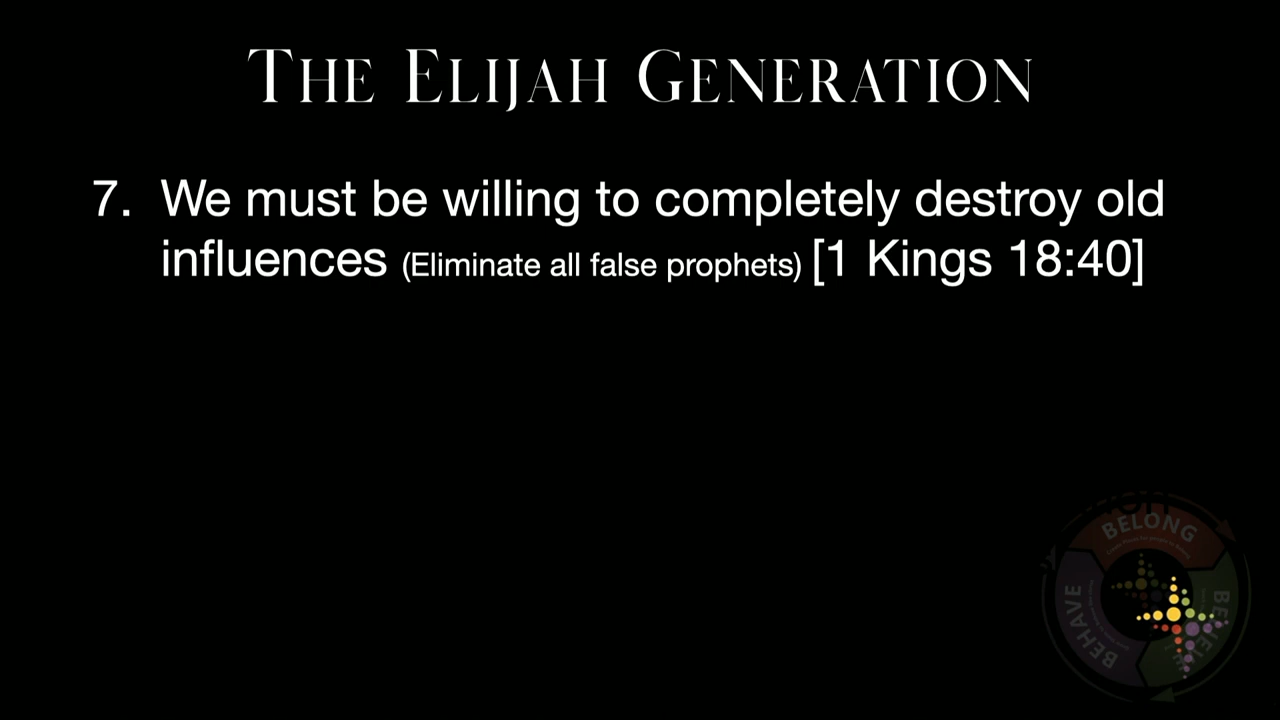 THE ELIJAH GENERATION
7. We must be willing to completely destroy old
influences (Eliminate all false prophets) [1 Kings 18:40]
BELONG
BEHAVE